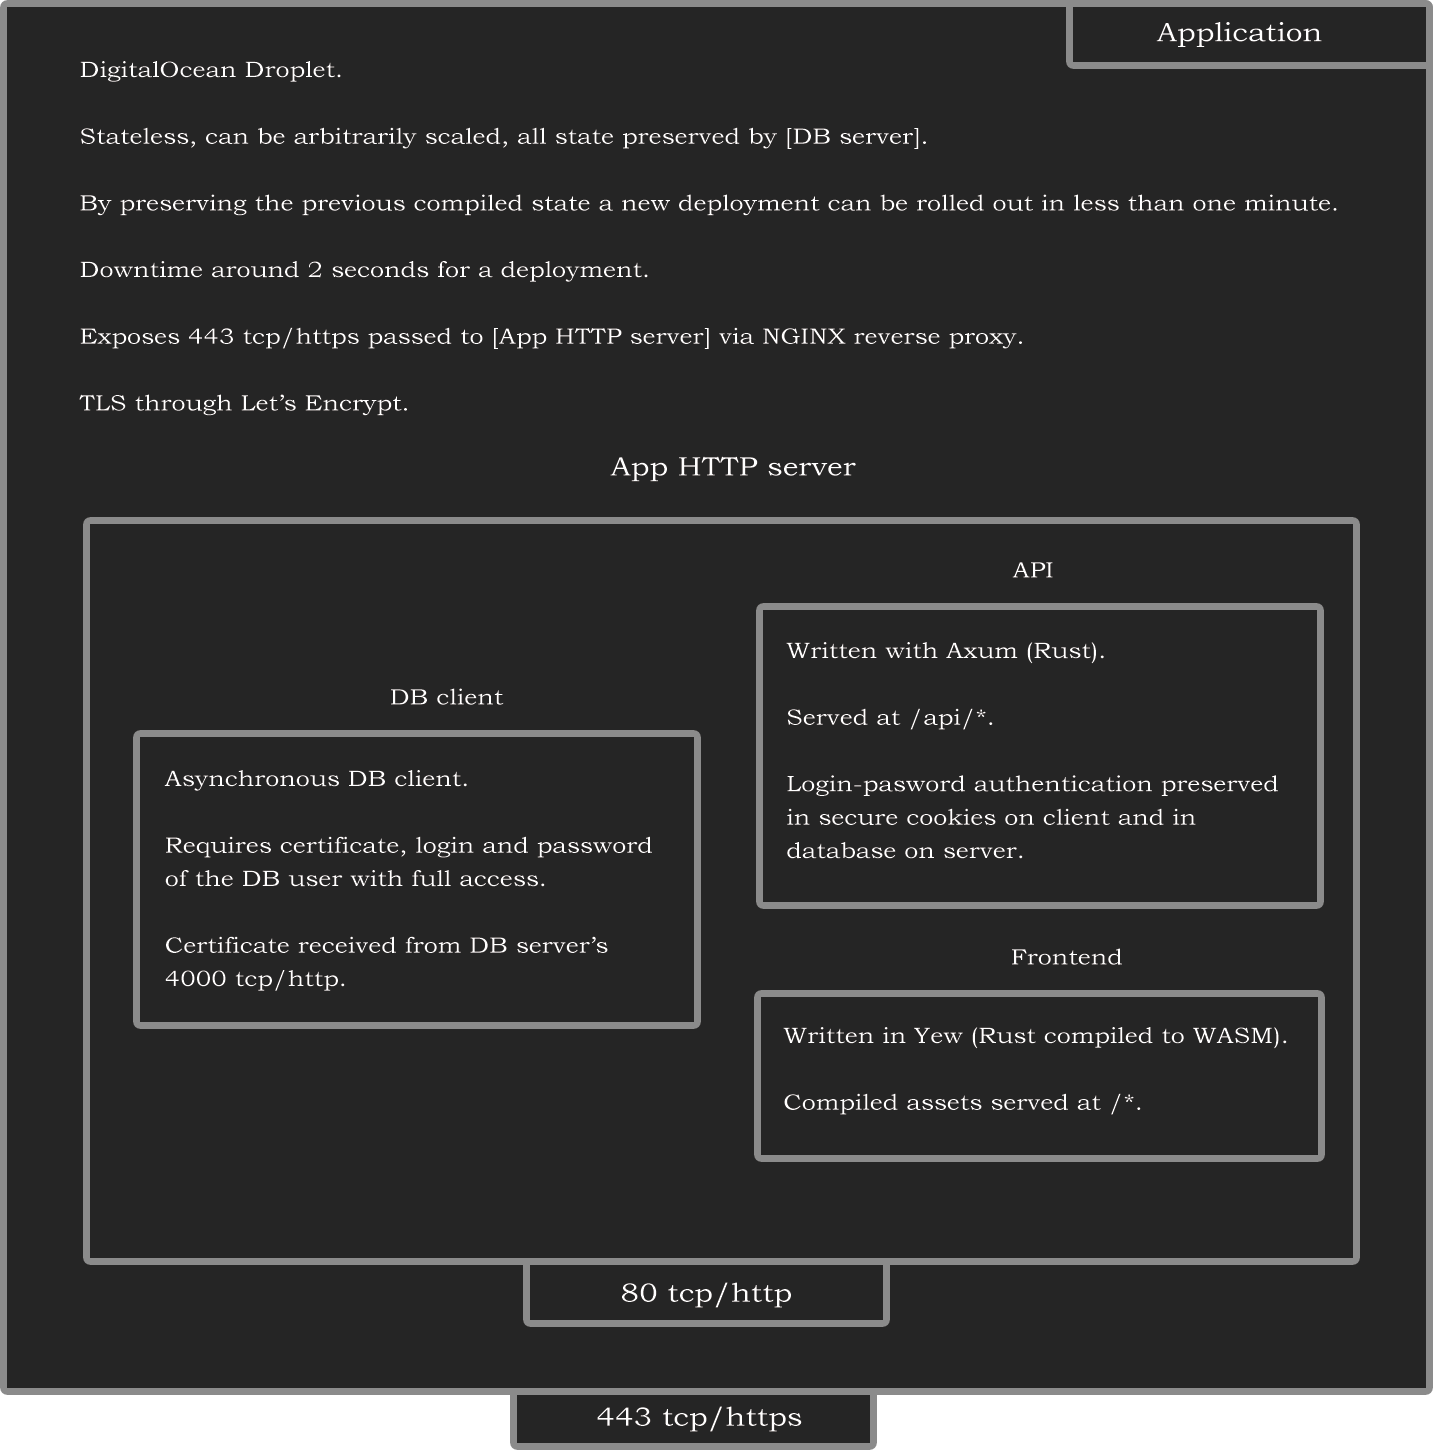 Application
DigitalOcean Droplet.
Stateless, can be arbitrarily scaled, all state preserved by [DB server].
By preserving the previous compiled state a new deployment can be rolled out in less than one minute.
Downtime around 2 seconds for a deployment.
Exposes 443 tcp/https passed to [App HTTP server] via NGINX reverse proxy.
TLS through Let’s Encrypt.
App HTTP server
DB client
Asynchronous DB client.
Requires certificate, login and password
of the DB user with full access.
Certificate received from DB server’s
4000 tcp/http.
API
Written with Axum (Rust).
Served at /api/*.
Login-pasword authentication preserved
in secure cookies on client and in
database on server.
Frontend
Written in Yew (Rust compiled to WASM).
Compiled assets served at /*.
80 tcp/http
443 tcp/https